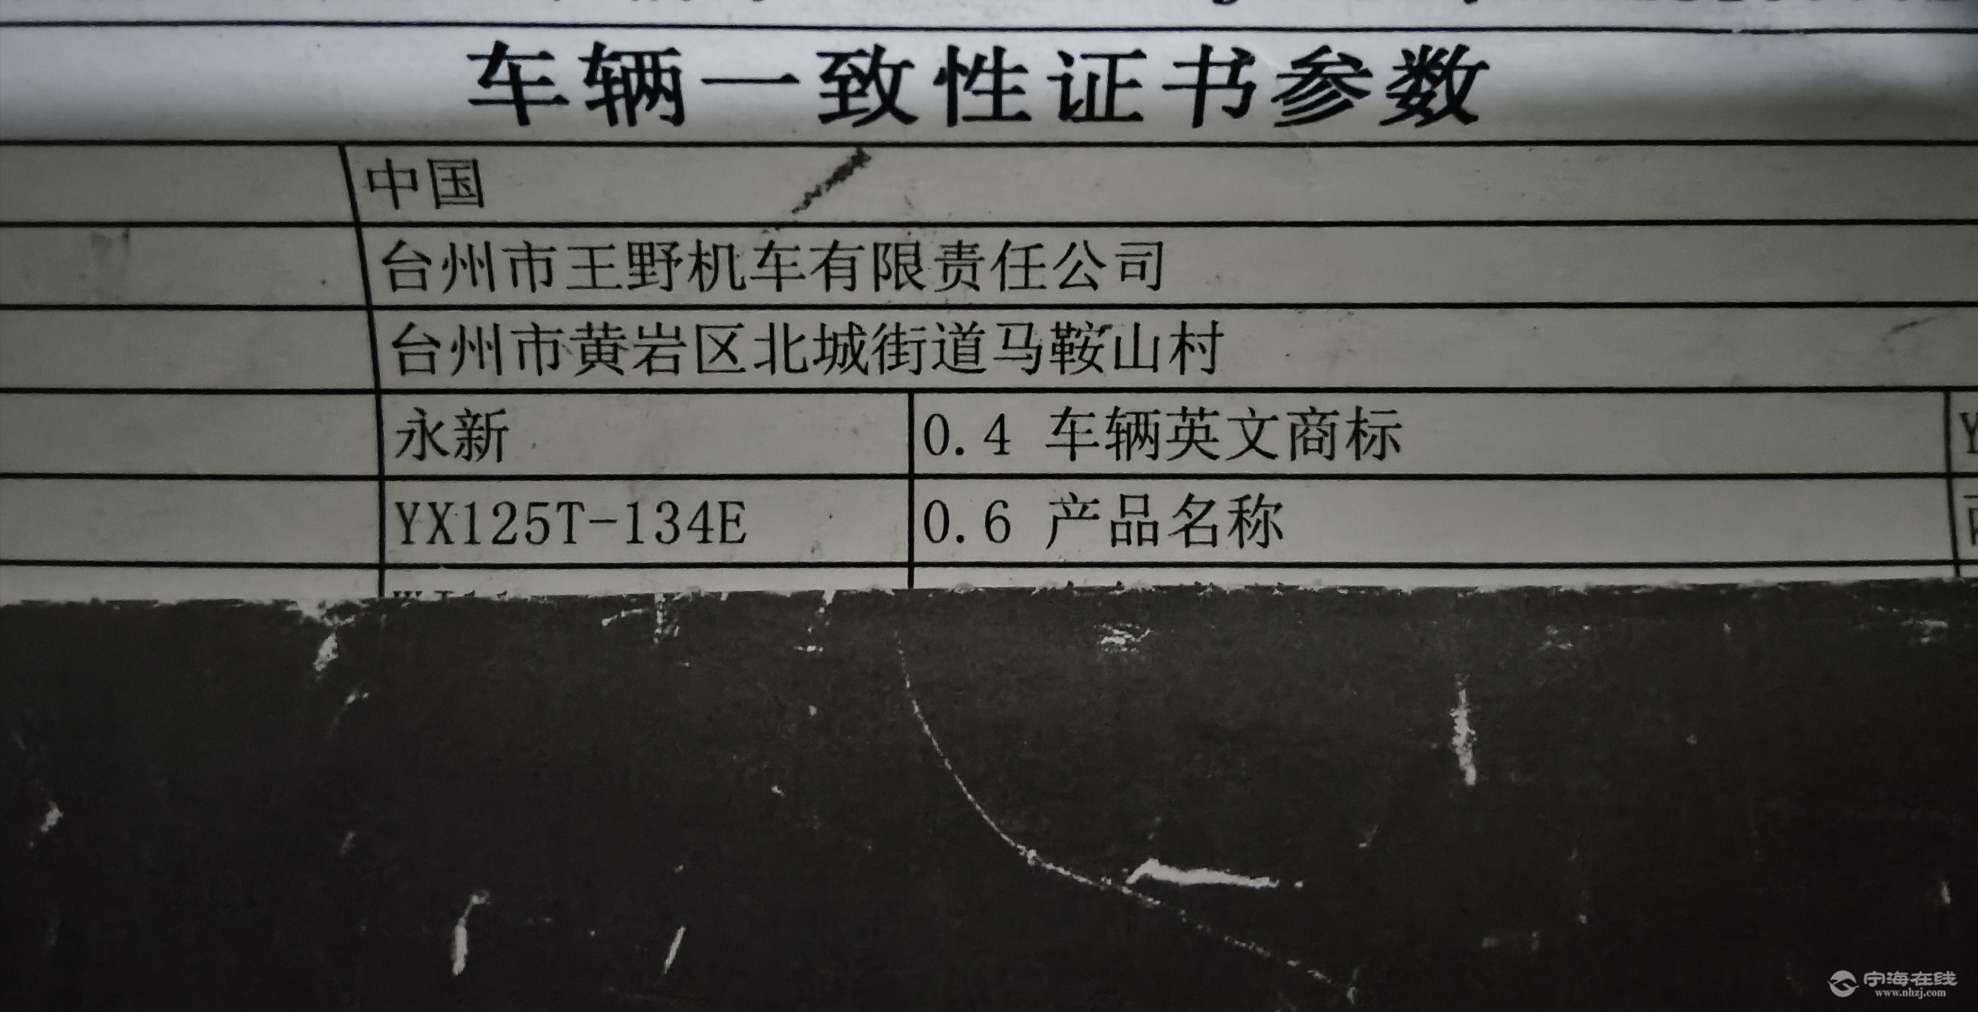 车辆一致性证书参数
中国
台州市王野机车有限责任公司
台州市黄岩区北城街道马鞍山村
永新 0.4 车辆英文商标 Y
YX125T-134E 0.6 产品名称
宁海在线
www.nhzj.com